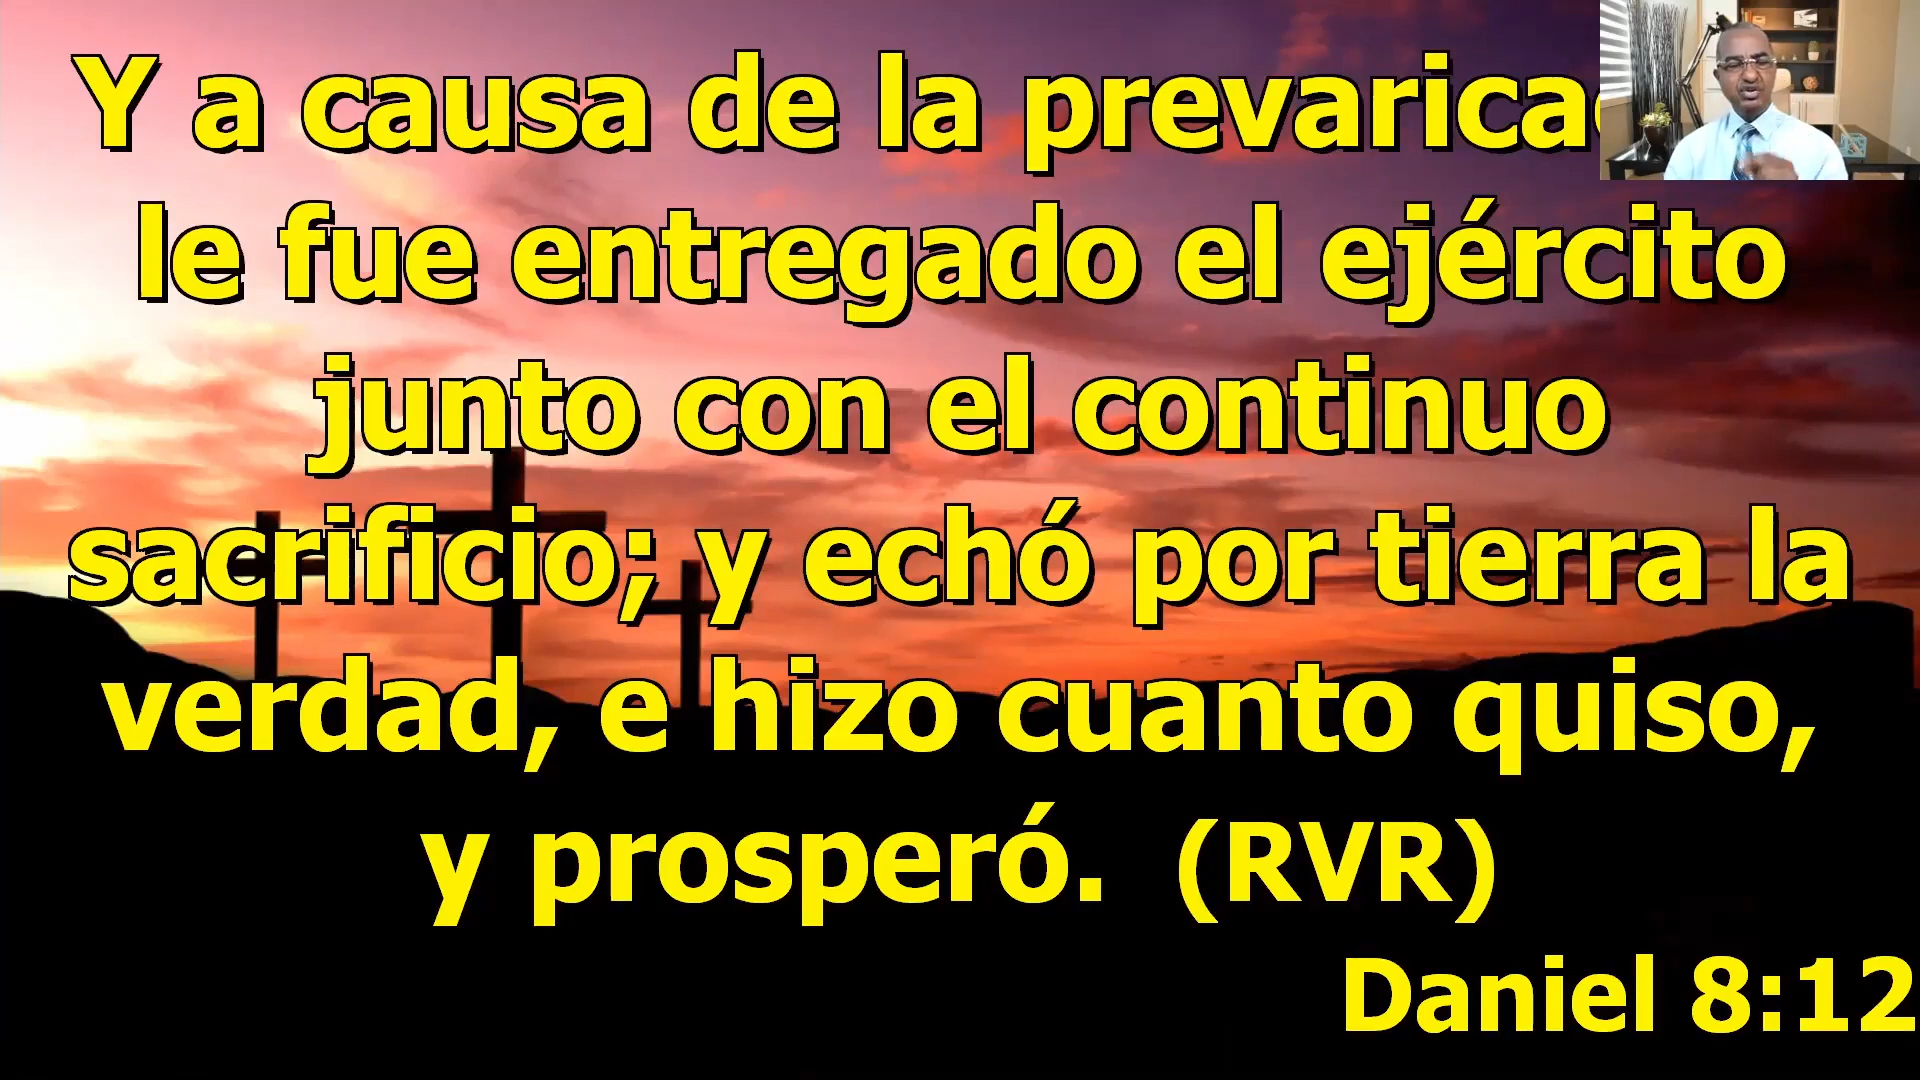 Y a causa de la
le fue entregado el ejército
junto con el continuo
sacrificio; y echó por tierra la
verdad, e hizo cuanto quiso,
y prosperó. (RVR)
Daniel 8:12